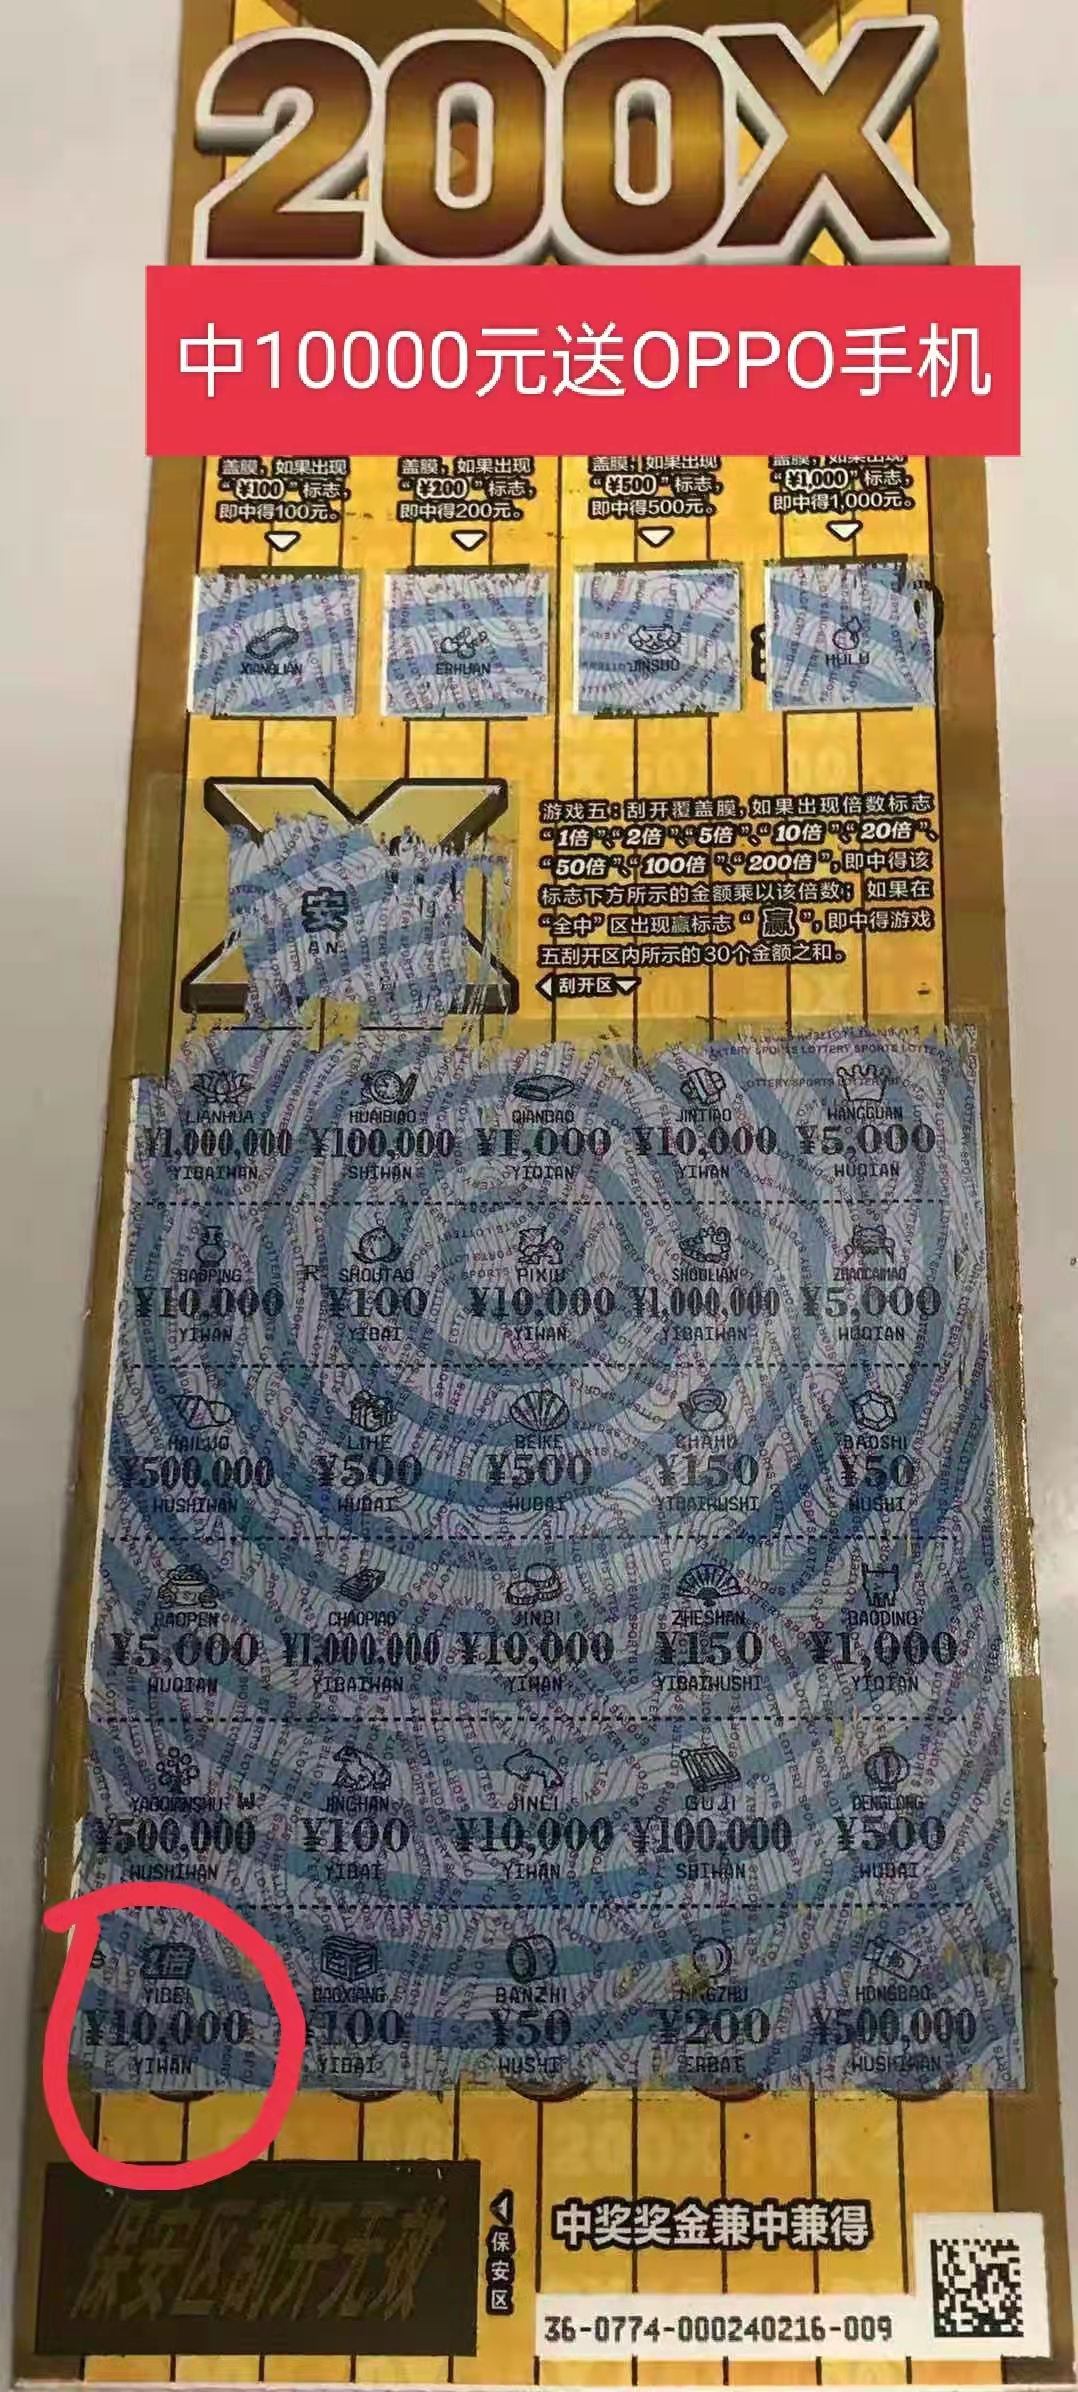 200X
中10000元送OPPO手机
盖膜，如果出现
“¥100”标志，
即中得100元。
盖膜，如果出现
“¥200”标志，
即中得200元。
盖膜，如果出现
“¥500”标志，
即中得500元。
盖膜，如果出现
“¥1,000”标志，
即中得1,000元。
XIANGLIAN ERHUAN JINSUO HULU
安
AN
游戏五：刮开覆盖膜，如果出现倍数标志
“1倍”、“2倍”、“5倍”、“10倍”、“20倍”、
“50倍”、“100倍”、“200倍”，即中得该
标志下方所示的金额乘以该倍数；如果在
“全中”区出现赢标志“赢”，即中得游戏
五刮开区内所示的30个金额之和。
刮开区
LIANHUA HUAIBIAO QIANBAO JINTIAO WANGGUAN
¥1,000,000 ¥100,000 ¥1,000 ¥10,000 ¥5,000
YIBAIWAN SHIWAN YIQIAN YIWAN WUQIAN
BAOPING SHOUTAO PIXIU SHOULIAN ZHAOCAIMAO
¥10,000 ¥100 ¥10,000 ¥1,000,000 ¥5,000
YIWAN YIBAI YIWAN YIBAIWAN WUQIAN
HAILUO LIHE BEIKE CHAHU BAOSHI
¥500,000 ¥500 ¥500 ¥150 ¥50
WUSHIWAN WUBAI WUBAI YIBAIWUSHI WUSHI
BAOPEN CHAOPIAO JINBI ZHESHAN BAODING
¥5,000 ¥1,000,000 ¥10,000 ¥150 ¥1,000
WUQIAN YIBAIWAN YIWAN YIBAIWUSHI YIQIAN
YAOQIANSHU JINGHAN JINLI GUJI DENGLONG
¥500,000 ¥100 ¥10,000 ¥100,000 ¥500
WUSHIWAN YIBAI YIWAN SHIWAN WUBAI
1倍
YIBEI BAOXIANG BANZHI HONGBAO
¥10,000 ¥100 ¥50 ¥200 ¥500,000
YIWAN YIBAI WUSHI ERBAI WUSHIWAN
保安区刮开无效
保安区
中奖奖金兼中兼得
36-0774-000240216-009